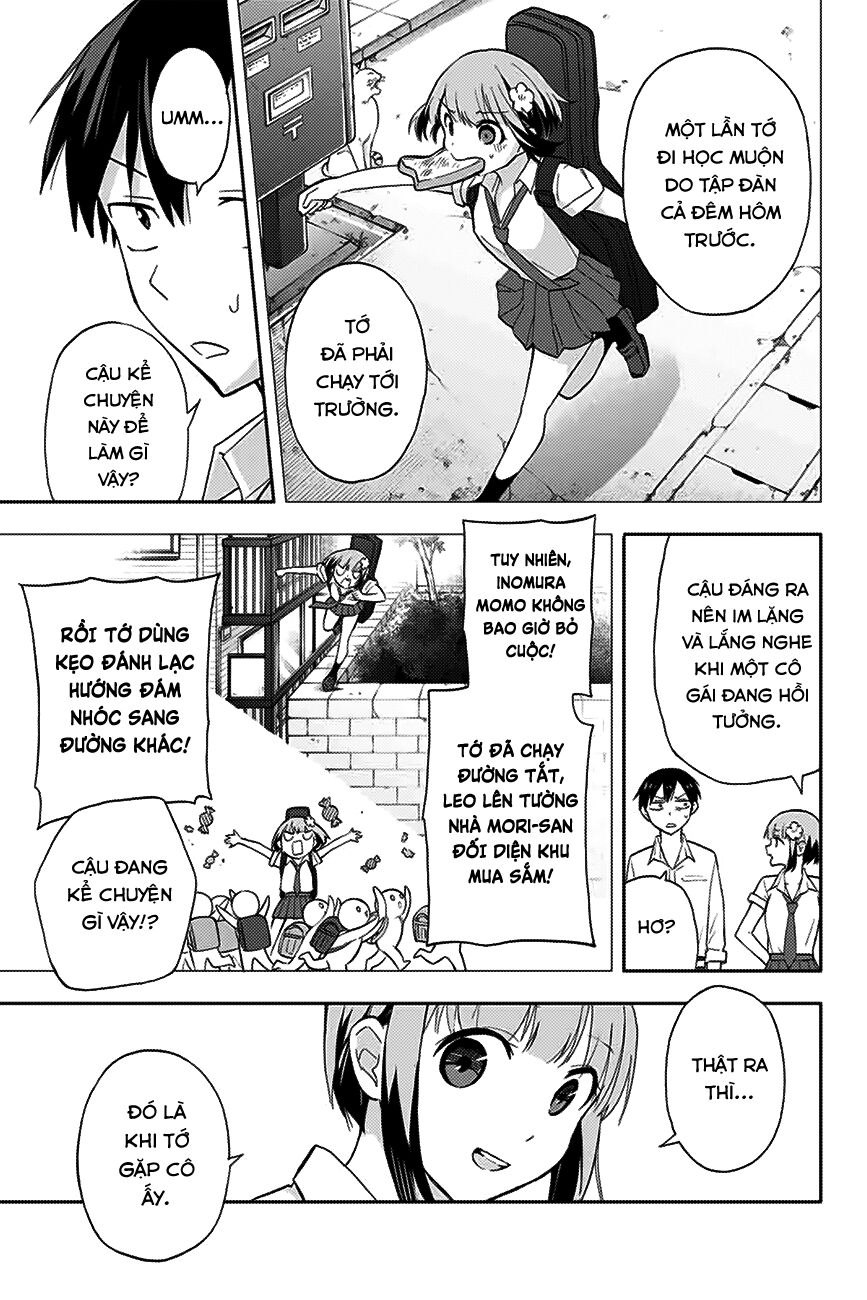 MỘT LẦN TỚ
ĐI HỌC MUỘN
DO TẬP ĐÀN
CẢ ĐÊM HÔM
TRƯỚC.
TỚ
ĐÃ PHẢI
CHẠY TỚI
TRƯỜNG.
UMM...
CẬU KỂ
CHUYỆN
NÀY ĐỂ
LÀM GÌ
VẬY?
CẬU ĐÁNG RA
NÊN IM LẶNG
VÀ LẮNG NGHE
KHI MỘT CÔ
GÁI ĐANG HỒI
TƯỞNG.
HƠ?
TUY NHIÊN,
INOMURA
MOMO KHÔNG
BAO GIỜ BỎ
CUỘC!
TỚ ĐÃ CHẠY
ĐƯỜNG TẮT,
LEO LÊN TƯỜNG
NHÀ MORI-SAN
ĐỐI DIỆN KHU
MUA SẮM!
RỒI TỚ DÙNG
KẸO ĐÁNH LẠC
HƯỚNG ĐÁM
NHÓC SANG
ĐƯỜNG KHÁC!
CẬU ĐANG
KỂ CHUYỆN
GÌ VẬY!?
THẬT RA
THÌ...
ĐÓ LÀ
KHI TỚ
GẶP CÔ
ẤY.